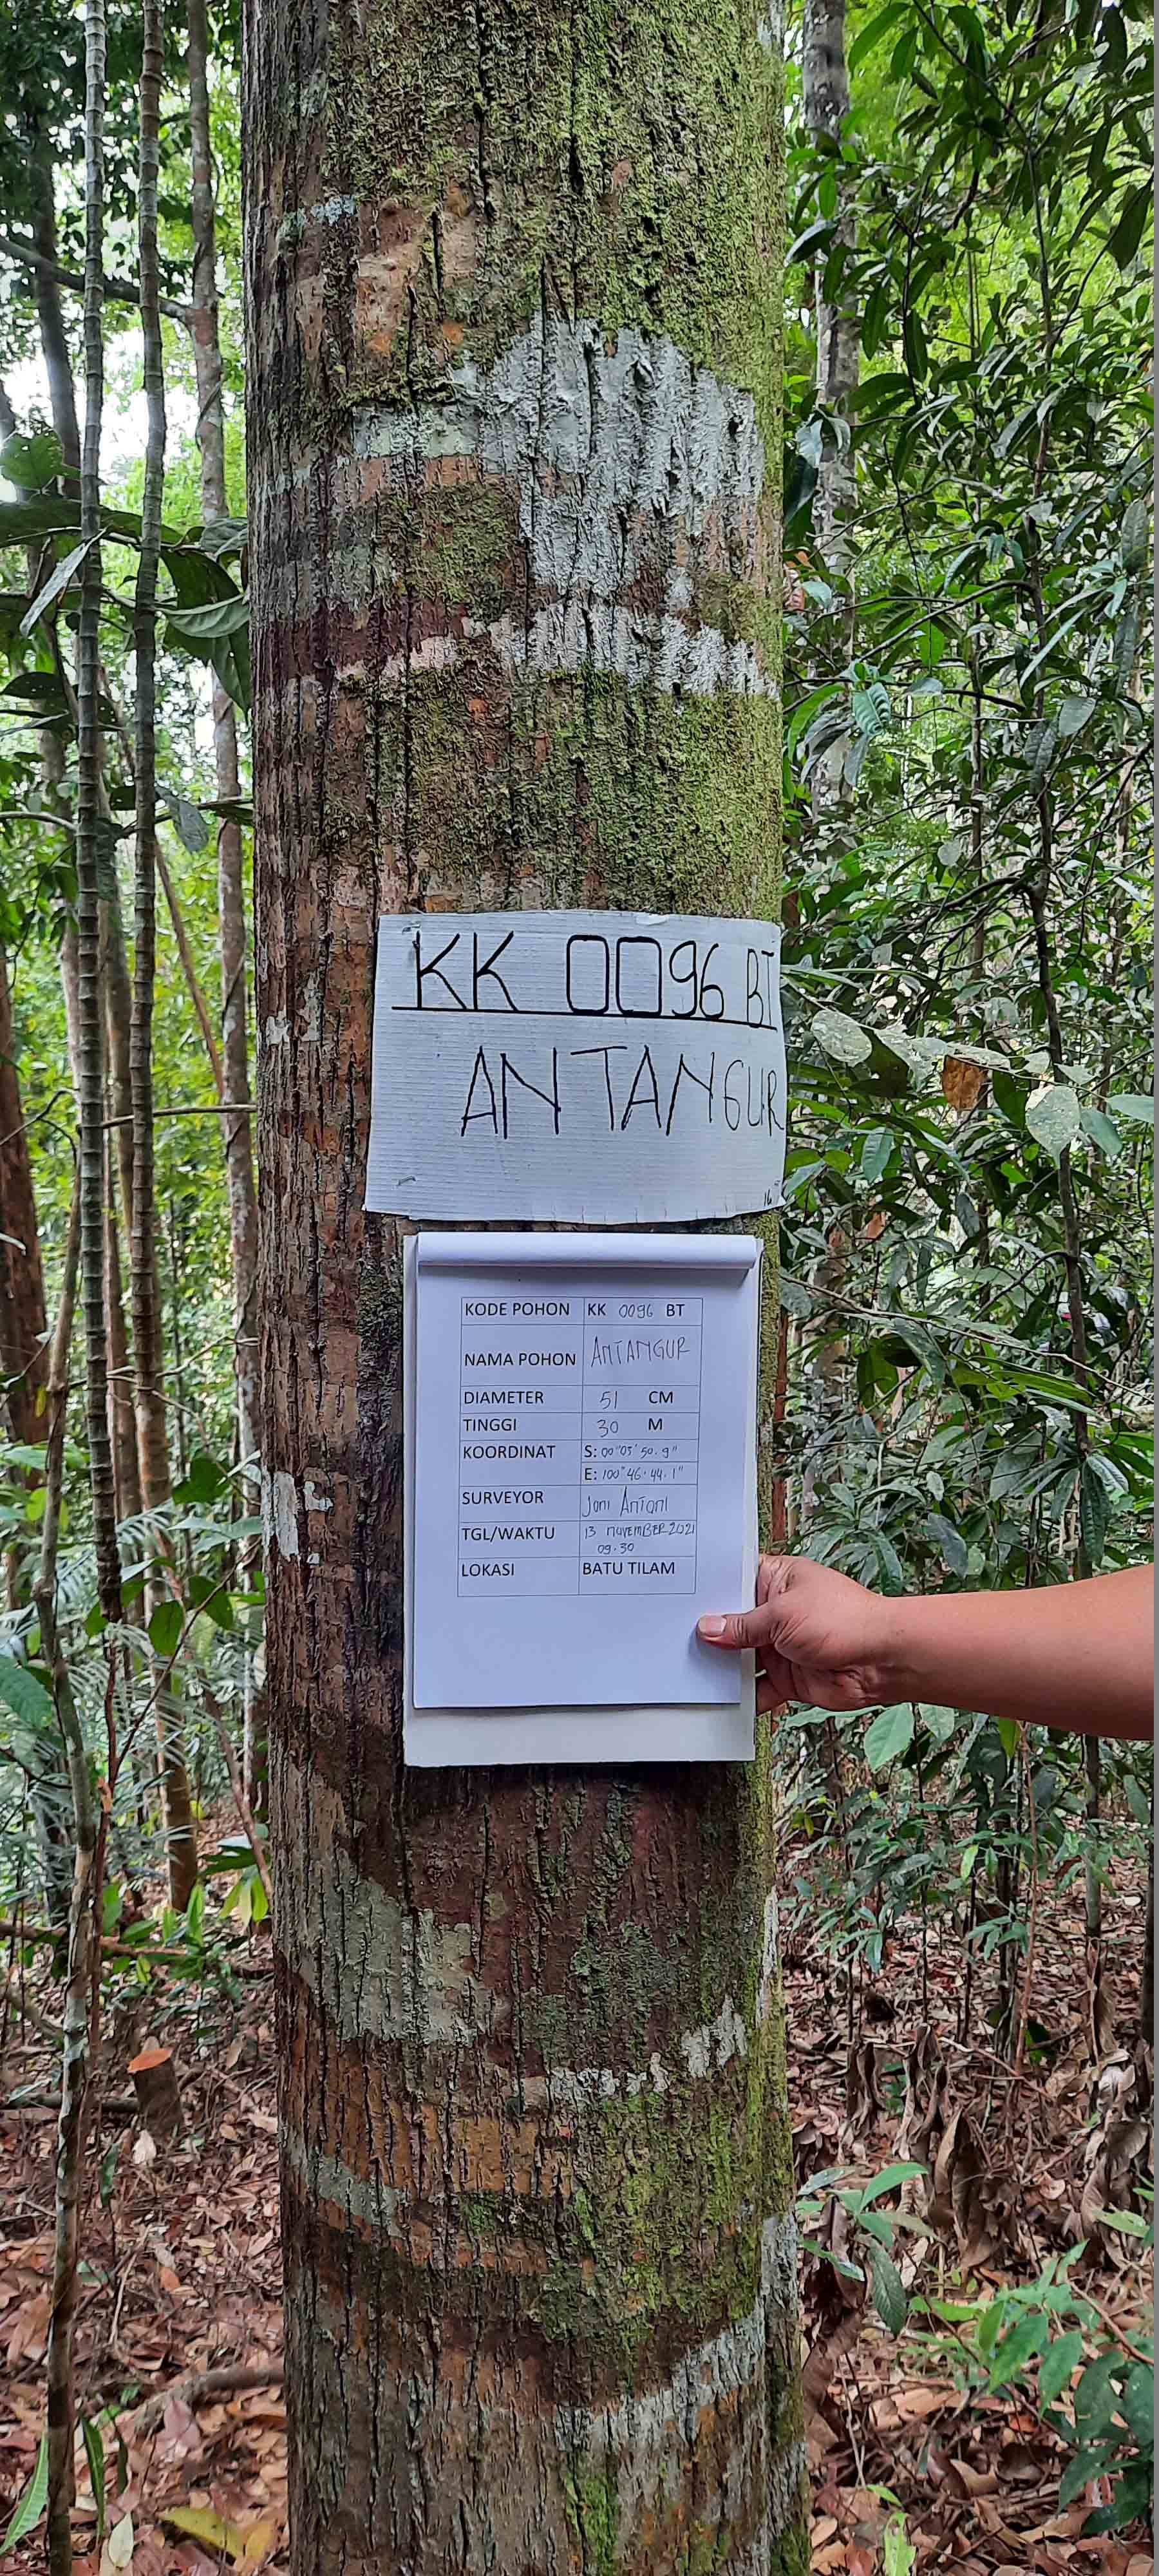 KK 0096 BT
ANTANGUR
16
KODE POHON KK 0096 BT
NAMA POHON ANTANGUR
DIAMETER 51 CM
TINGGI 30 M
KOORDINAT S: 00°05'50.9"
E: 100°46.44.1"
SURVEYOR Joni Antoni
TGL/WAKTU 13 NOVEMBER 2021
09.30
LOKASI BATU TILAM